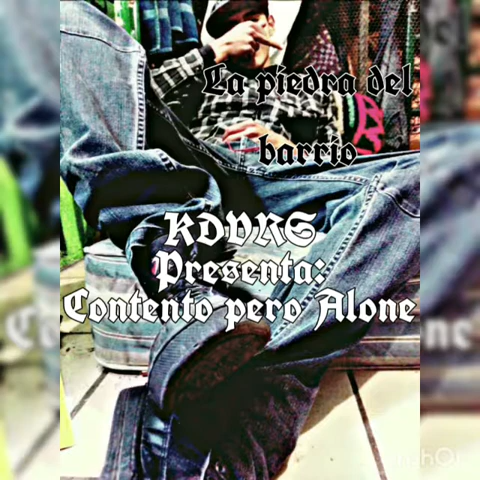 La piedra del
barrio
KDVRS
Presenta:
Contento pero Alone